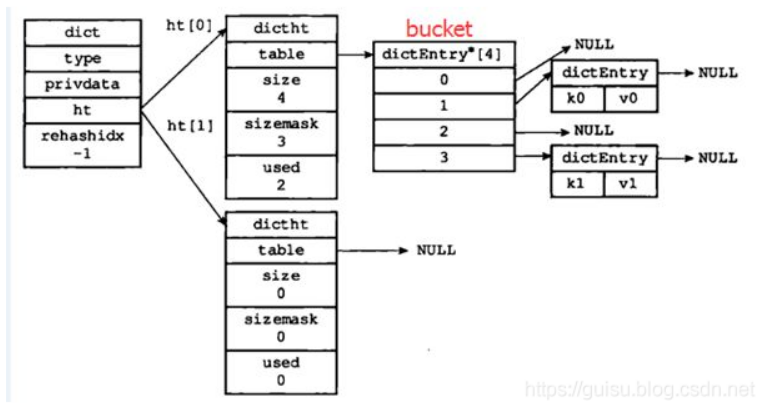 dict
type
privdata
ht
rehashidx
-1
ht[0]
ht[1]
dictht
table
size
4
sizemask
3
used
2
bucket
dictEntry*[4]
0
1
2
3
NULL
dictEntry
k0 v0
NULL
NULL
dictEntry
k1 v1
NULL
dictht
table
size
0
sizemask
0
used
0
NULL
https://guisu.blog.csdn.net